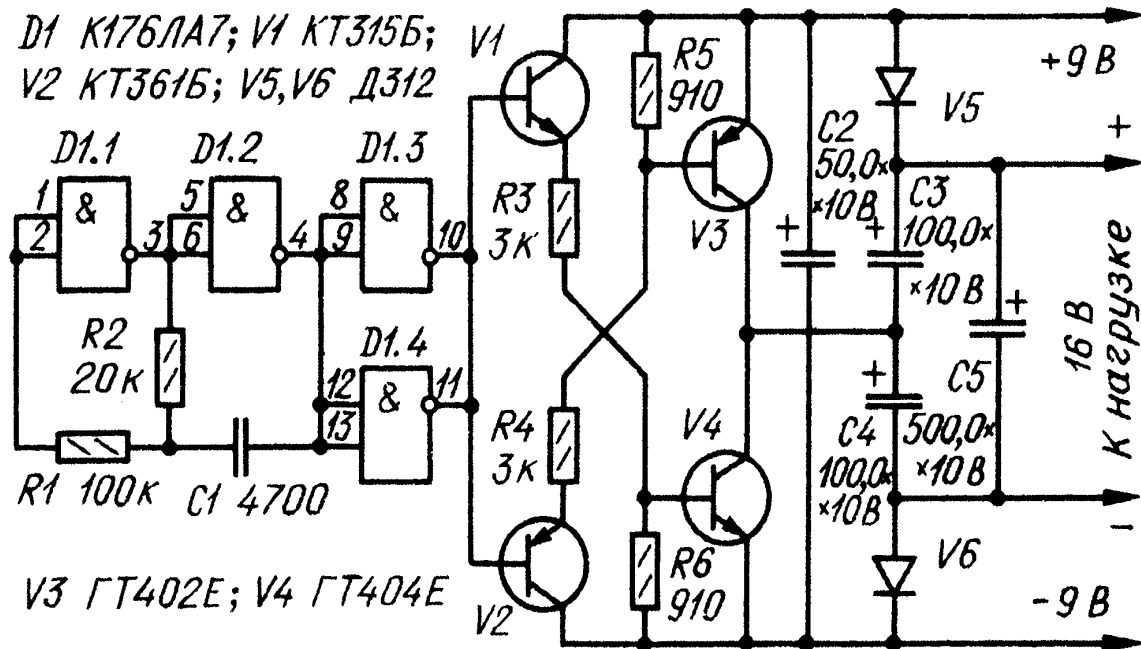 D1 К176ЛА7; V1 КТ315Б;
V2 КТ361Б; V5, V6 Д312
V1
R5
910
+9 В
V5
C2
50,0×
×10В
+
D1.1
D1.2
D1.3
1
2
&
3
5
6
&
4
8
9
&
10
R3
3к
V3
+
+
C3
100,0×
×10 В
+
16 В
К нагрузке
R2
20к
D1.4
12
13
&
11
R4
3к
V4
+
C4
100,0×
×10В
C5
500,0×
×10В
R1 100к
C1 4700
–
V2
R6
910
V6
V3 ГТ402Е; V4 ГТ404Е
-9 В